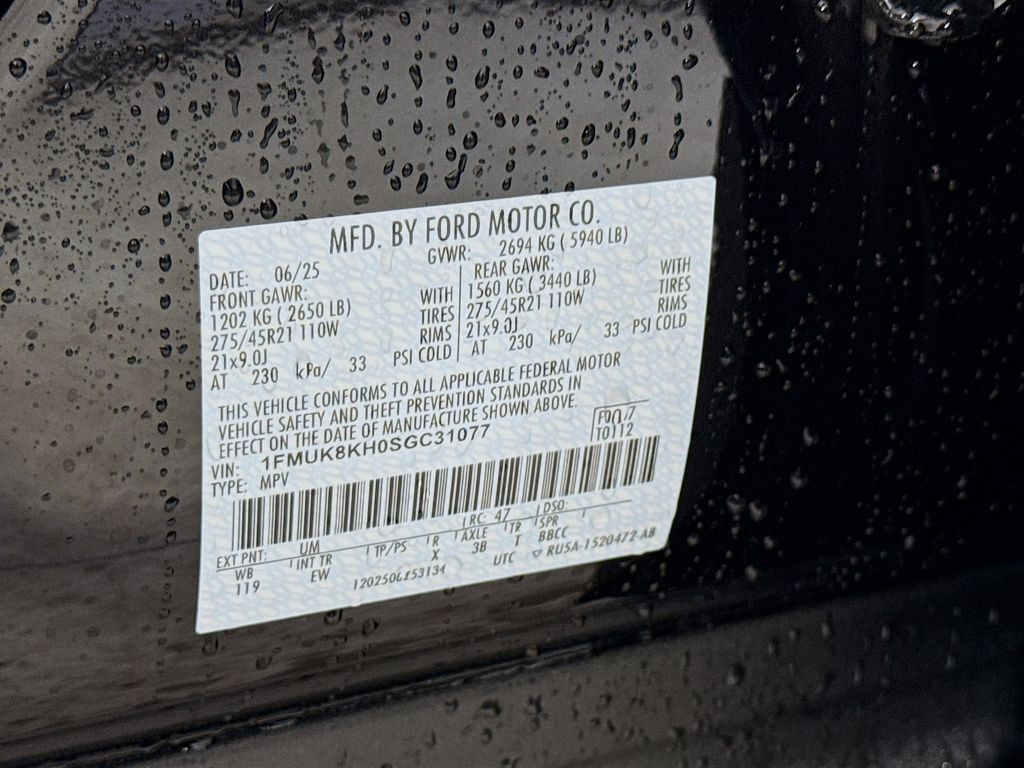 MFD. BY FORD MOTOR CO.
DATE: 06/25
GVWR: 2694 KG ( 5940 LB)
FRONT GAWR:
1202 KG ( 2650 LB)
275/45R21 110W
21x9.0J
AT 230 kPa/ 33 PSI COLD
WITH
TIRES
RIMS
REAR GAWR:
1560 KG ( 3440 LB)
275/45R21 110W
21x9.0J
AT 230 kPa/ 33 PSI COLD
WITH
TIRES
RIMS
THIS VEHICLE CONFORMS TO ALL APPLICABLE FEDERAL MOTOR
VEHICLE SAFETY AND THEFT PREVENTION STANDARDS IN
EFFECT ON THE DATE OF MANUFACTURE SHOWN ABOVE.
VIN: 1FMUK8KH0SGC31077
TYPE: MPV
T0112
EXT PNT: UM RC: 47 DSO:
WB INT TR TP/PS R AXLE TR SPR
119 EW X 3B T BBCC
UTC ▽ RU5A-1520472-AB